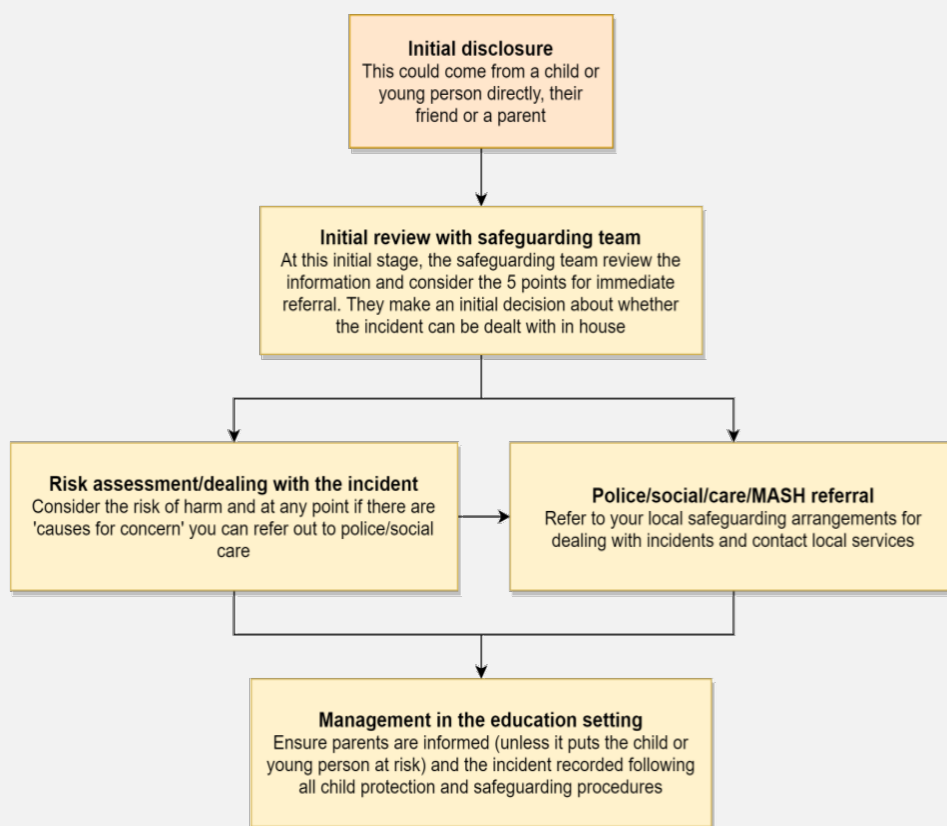 Initial disclosure
This could come from a child or
young person directly, their
friend or a parent
Initial review with safeguarding team
At this initial stage, the safeguarding team review the
information and consider the 5 points for immediate
referral. They make an initial decision about whether
the incident can be dealt with in house
Risk assessment/dealing with the incident
Consider the risk of harm and at any point if there are
'causes for concern' you can refer out to police/social
care
Police/social/care/MASH referral
Refer to your local safeguarding arrangements for
dealing with incidents and contact local services
Management in the education setting
Ensure parents are informed (unless it puts the child or
young person at risk) and the incident recorded following
all child protection and safeguarding procedures